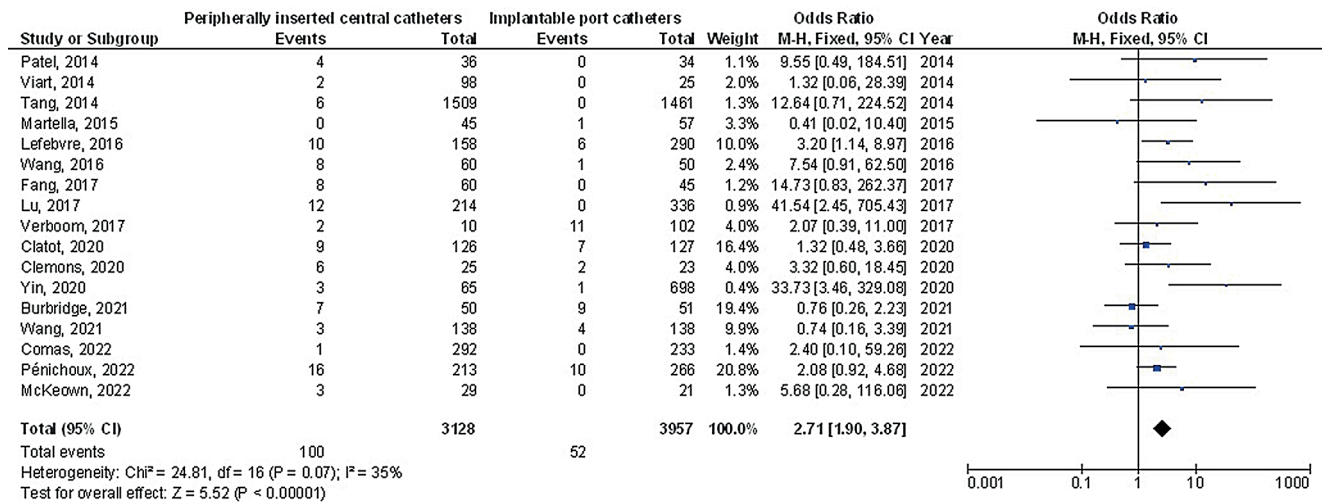 Peripherally inserted central catheters Implantable port catheters Odds Ratio Odds Ratio
Study or Subgroup Events Total Events Total Weight M-H, Fixed, 95% CI Year M-H, Fixed, 95% CI
Patel, 2014 4 36 0 34 1.1% 9.55 [0.49, 184.51] 2014
Viart, 2014 2 98 0 25 2.0% 1.32 [0.06, 28.39] 2014
Tang, 2014 6 1509 0 1461 1.3% 12.64 [0.71, 224.52] 2014
Martella, 2015 0 45 1 57 3.3% 0.41 [0.02, 10.40] 2015
Lefebvre, 2016 10 158 6 290 10.0% 3.20 [1.14, 8.97] 2016
Wang, 2016 8 60 1 50 2.4% 7.54 [0.91, 62.50] 2016
Fang, 2017 8 60 0 45 1.2% 14.73 [0.83, 262.37] 2017
Lu, 2017 12 214 0 336 0.9% 41.54 [2.45, 705.43] 2017
Verboom, 2017 2 10 11 102 4.0% 2.07 [0.39, 11.00] 2017
Clatot, 2020 9 126 7 127 16.4% 1.32 [0.48, 3.66] 2020
Clemons, 2020 6 25 2 23 4.0% 3.32 [0.60, 18.45] 2020
Yin, 2020 3 65 1 698 0.4% 33.73 [3.46, 329.08] 2020
Burbridge, 2021 7 50 9 51 19.4% 0.76 [0.26, 2.23] 2021
Wang, 2021 3 138 4 138 9.9% 0.74 [0.16, 3.39] 2021
Comas, 2022 1 292 0 233 1.4% 2.40 [0.10, 59.26] 2022
Pénichoux, 2022 16 213 10 266 20.8% 2.08 [0.92, 4.68] 2022
McKeown, 2022 3 29 0 21 1.3% 5.68 [0.28, 116.06] 2022
Total (95% CI) 3128 3957 100.0% 2.71 [1.90, 3.87]
Total events 100 52
Heterogeneity: Chi² = 24.81, df = 16 (P = 0.07); I² = 35%
Test for overall effect: Z = 5.52 (P < 0.00001)
0.001 0.1 1 10 1000